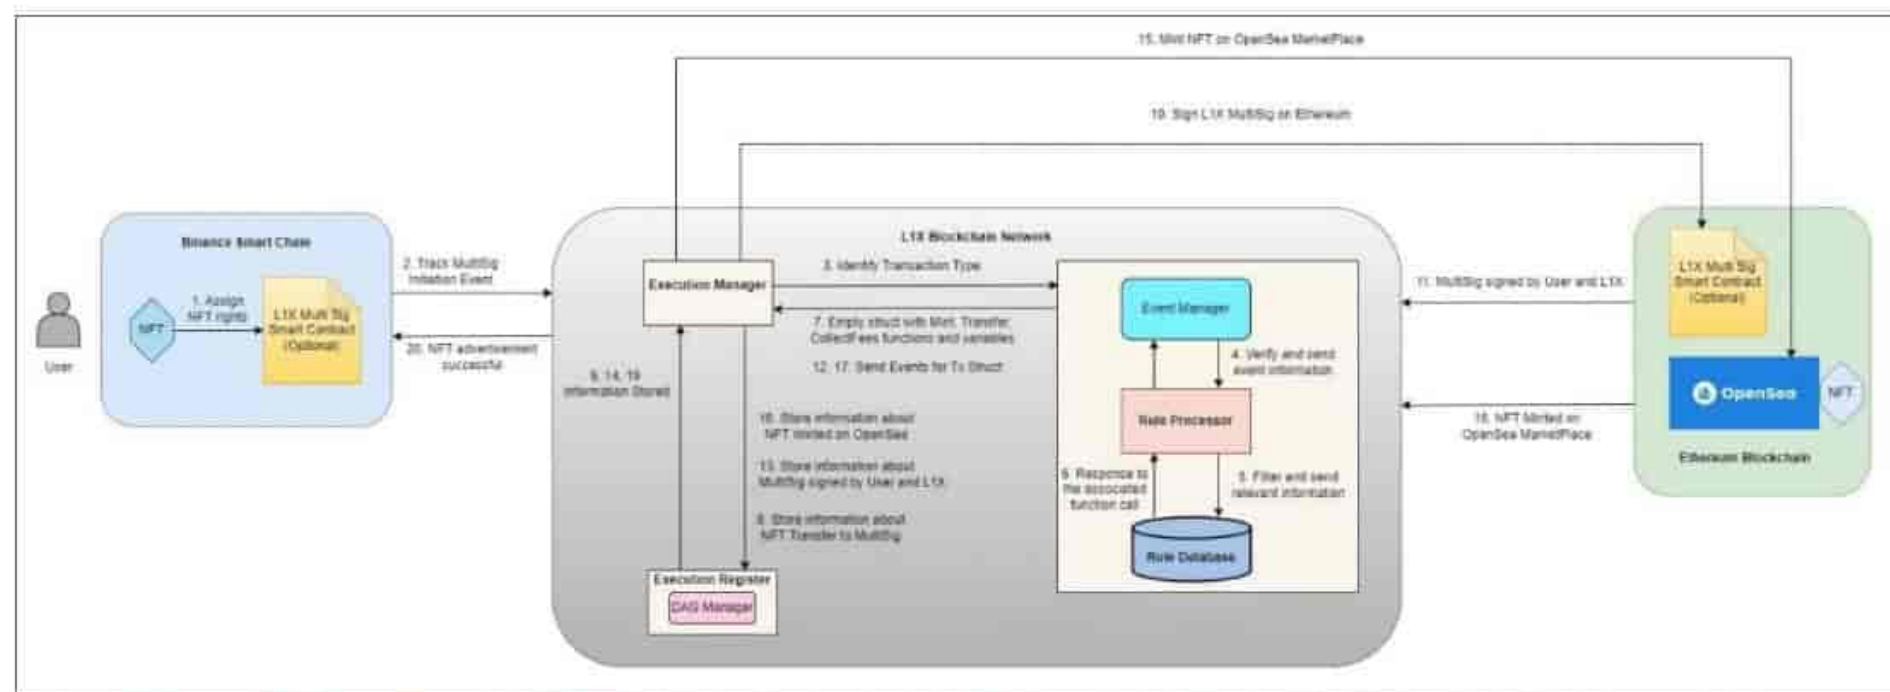 15. Mint NFT on OpenSea MarketPlace
10. Sign L1X MultiSig on Ethereum
Binance Smart Chain
1. Assign
NFT rights
NFT
L1X Multi Sig
Smart Contract
(Optional)
User
2. Track MultiSig
Initiation Event
20. NFT advertisement
successful
L1X Blockchain Network
Execution Manager
3. Identify Transaction Type
7. Empty struct with Mint, Transfer,
CollectFees functions and variables
12. 17. Send Events for Tx Struct
9, 14, 19
Information Stored
18. Store information about
NFT minted on OpenSea
13. Store information about
MultiSig signed by User and L1X
8. Store information about
NFT Transfer to MultiSig
Execution Register
DAG Manager
Event Manager
4. Verify and send
event information
Rule Processor
6. Response to
the associated
function call
5. Filter and send
relevant information
Rule Database
11. MultiSig signed by User and L1X
16. NFT Minted on
OpenSea MarketPlace
L1X Multi Sig
Smart Contract
(Optional)
OpenSea
NFT
Ethereum Blockchain